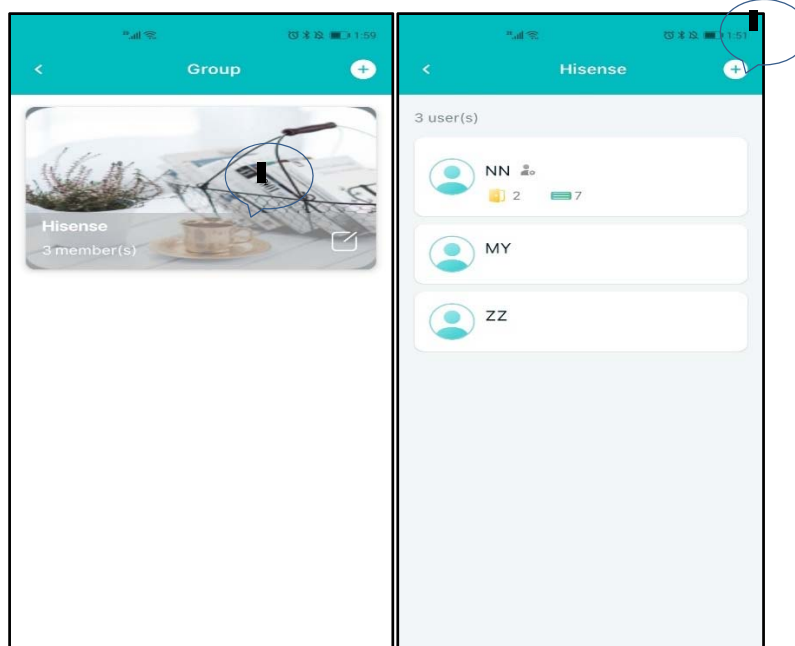 1:59
Group
Hisense
3 member(s)
1:51
Hisense
3 user(s)
NN
2 7
MY
ZZ